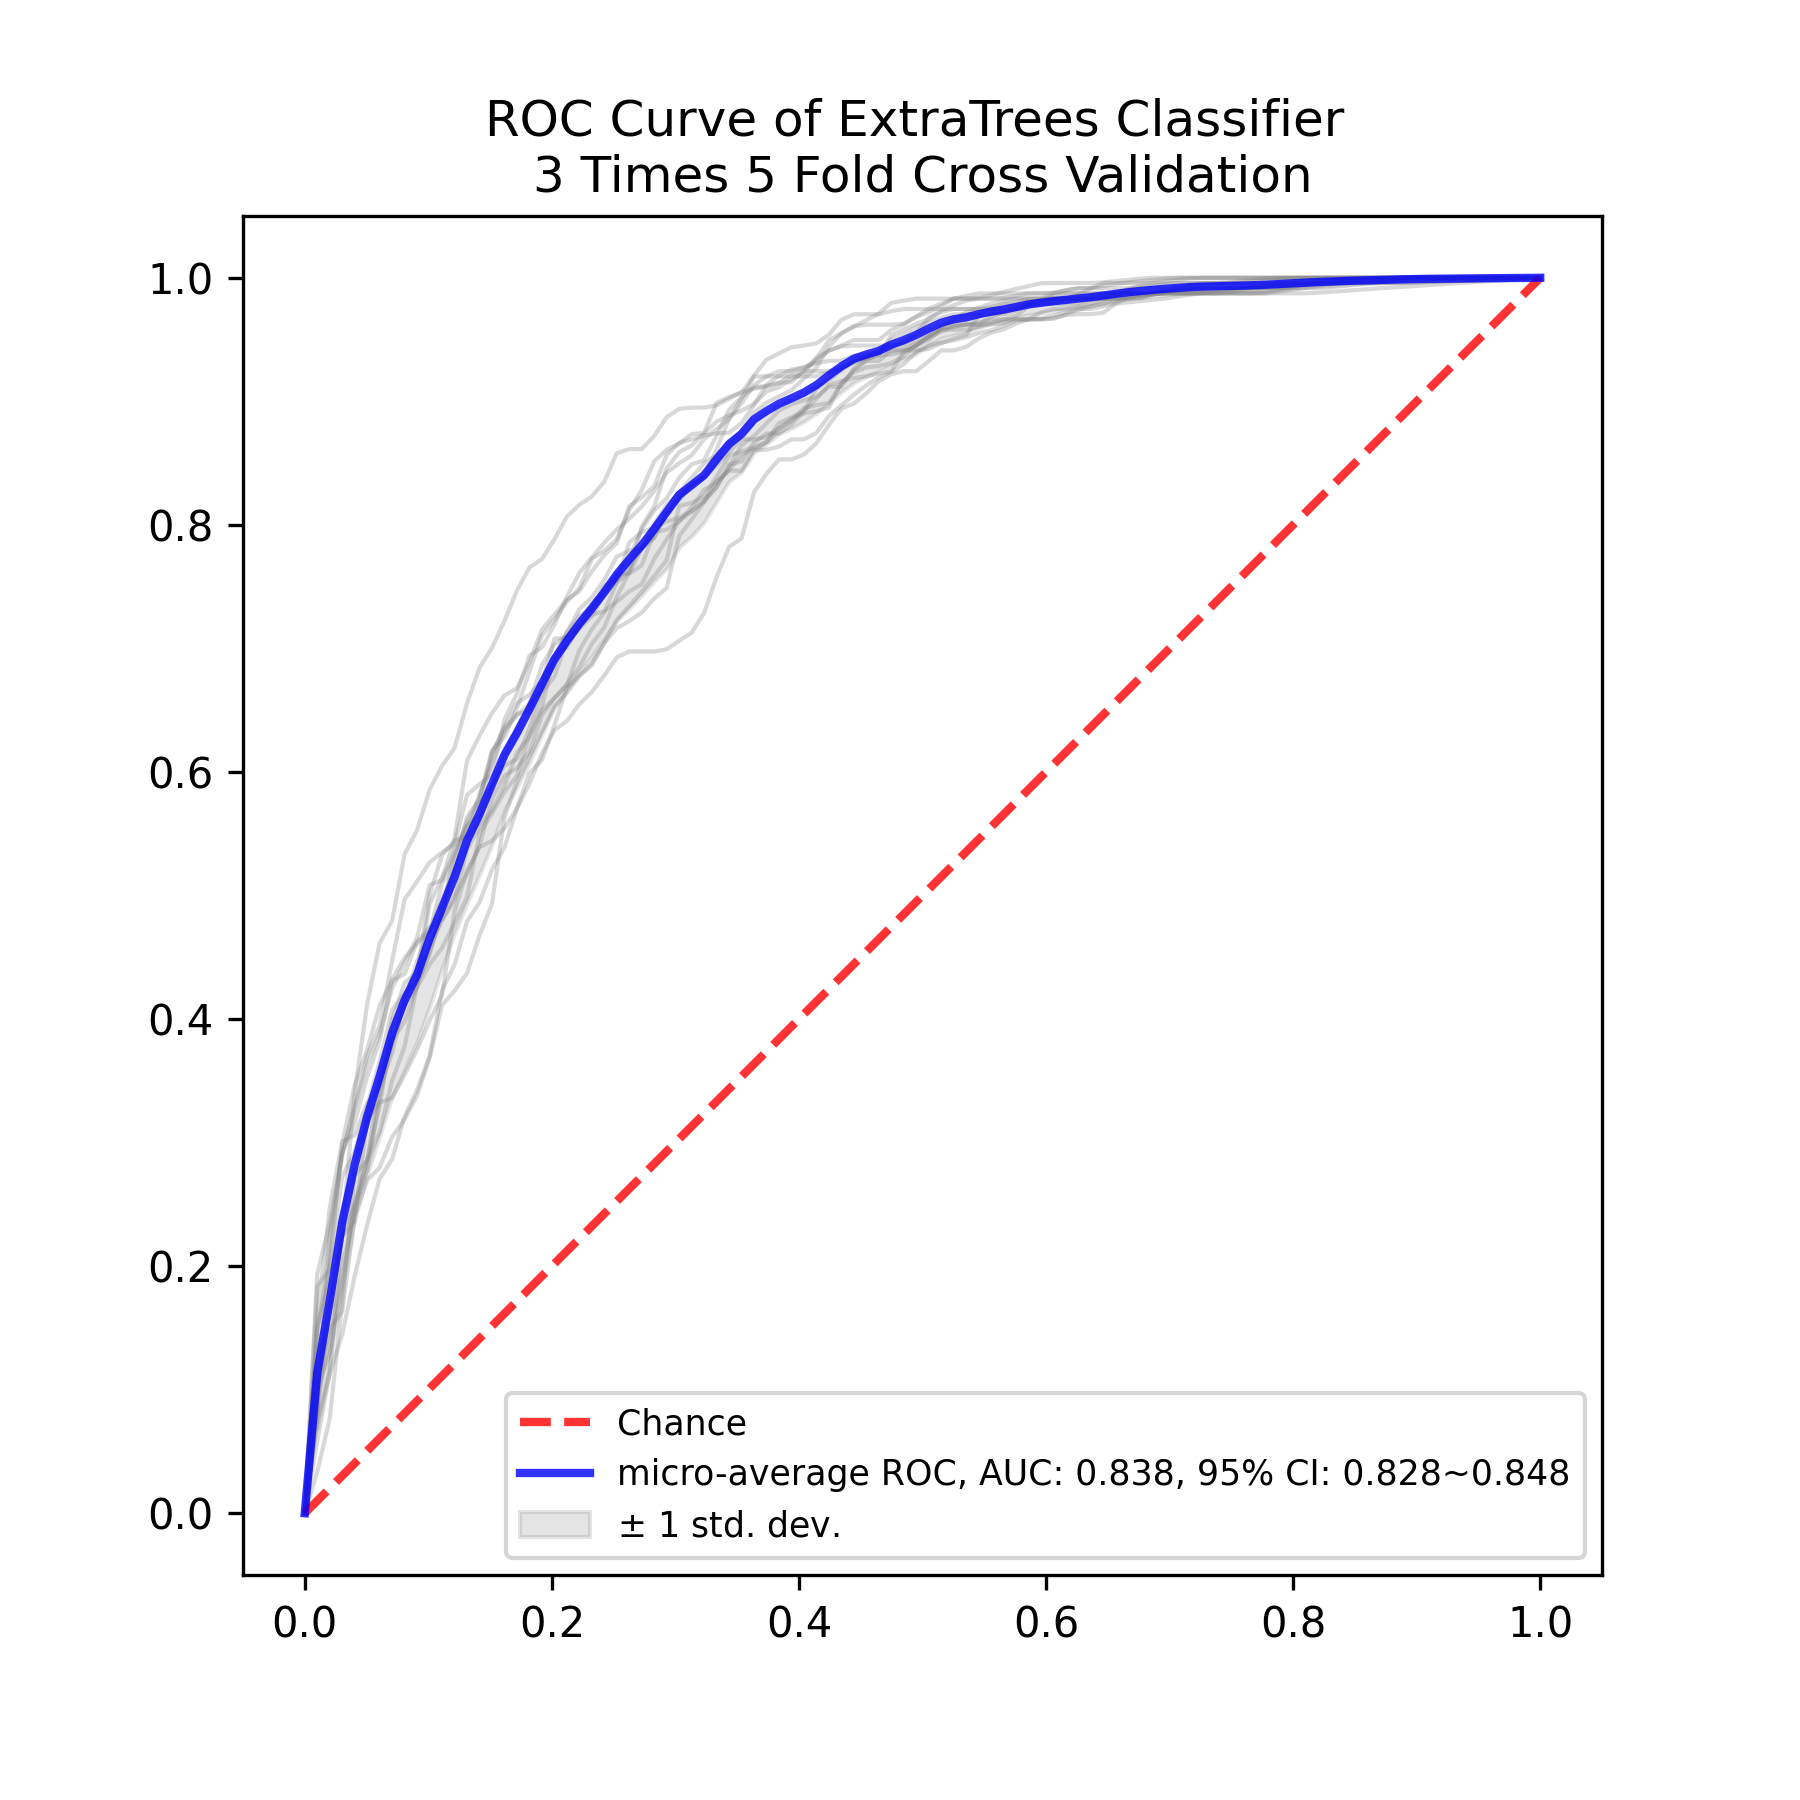 ROC Curve of ExtraTrees Classifier
3 Times 5 Fold Cross Validation
1.0
0.8
0.6
0.4
0.2
0.0
Chance
micro-average ROC, AUC: 0.838, 95% CI: 0.828~0.848
± 1 std. dev.
0.0 0.2 0.4 0.6 0.8 1.0